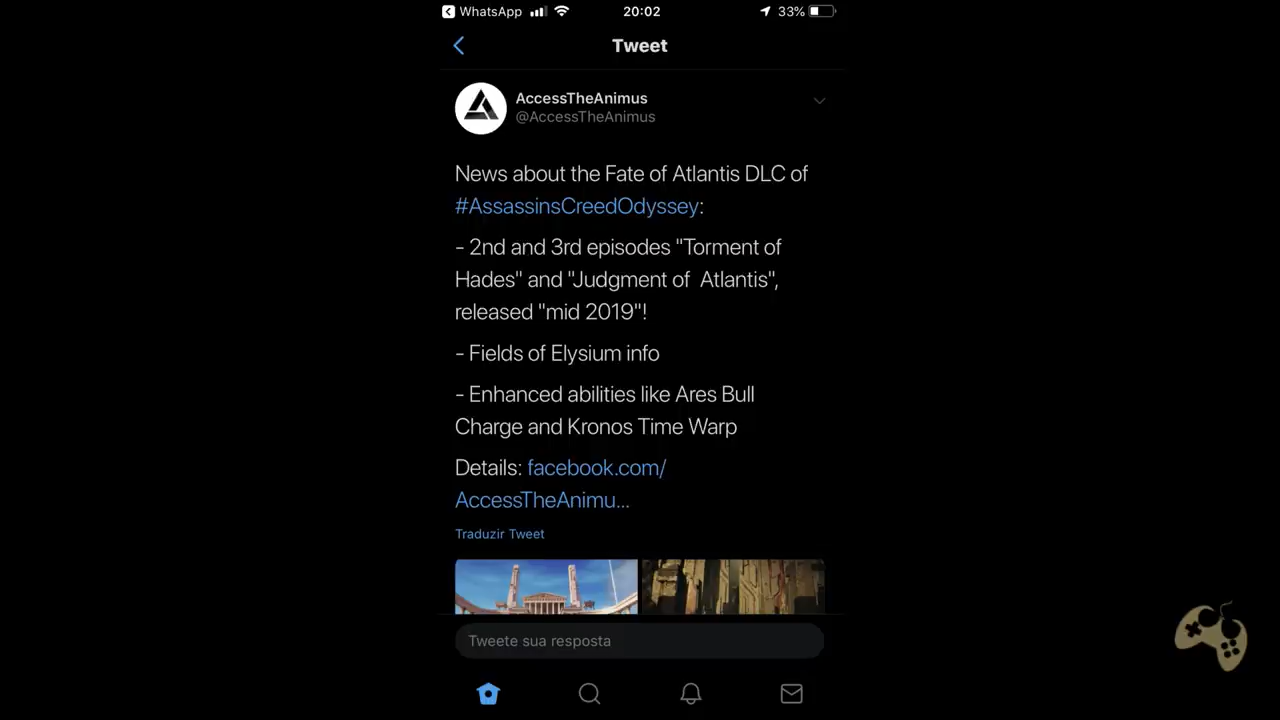 WhatsApp 20:02 33%
Tweet
AccessTheAnimus
@AccessTheAnimus
News about the Fate of Atlantis DLC of
#AssassinsCreedOdyssey:
- 2nd and 3rd episodes "Torment of
Hades" and "Judgment of Atlantis",
released "mid 2019"!
- Fields of Elysium info
- Enhanced abilities like Ares Bull
Charge and Kronos Time Warp
Details: facebook.com/
AccessTheAnimu...
Traduzir Tweet
Tweete sua resposta